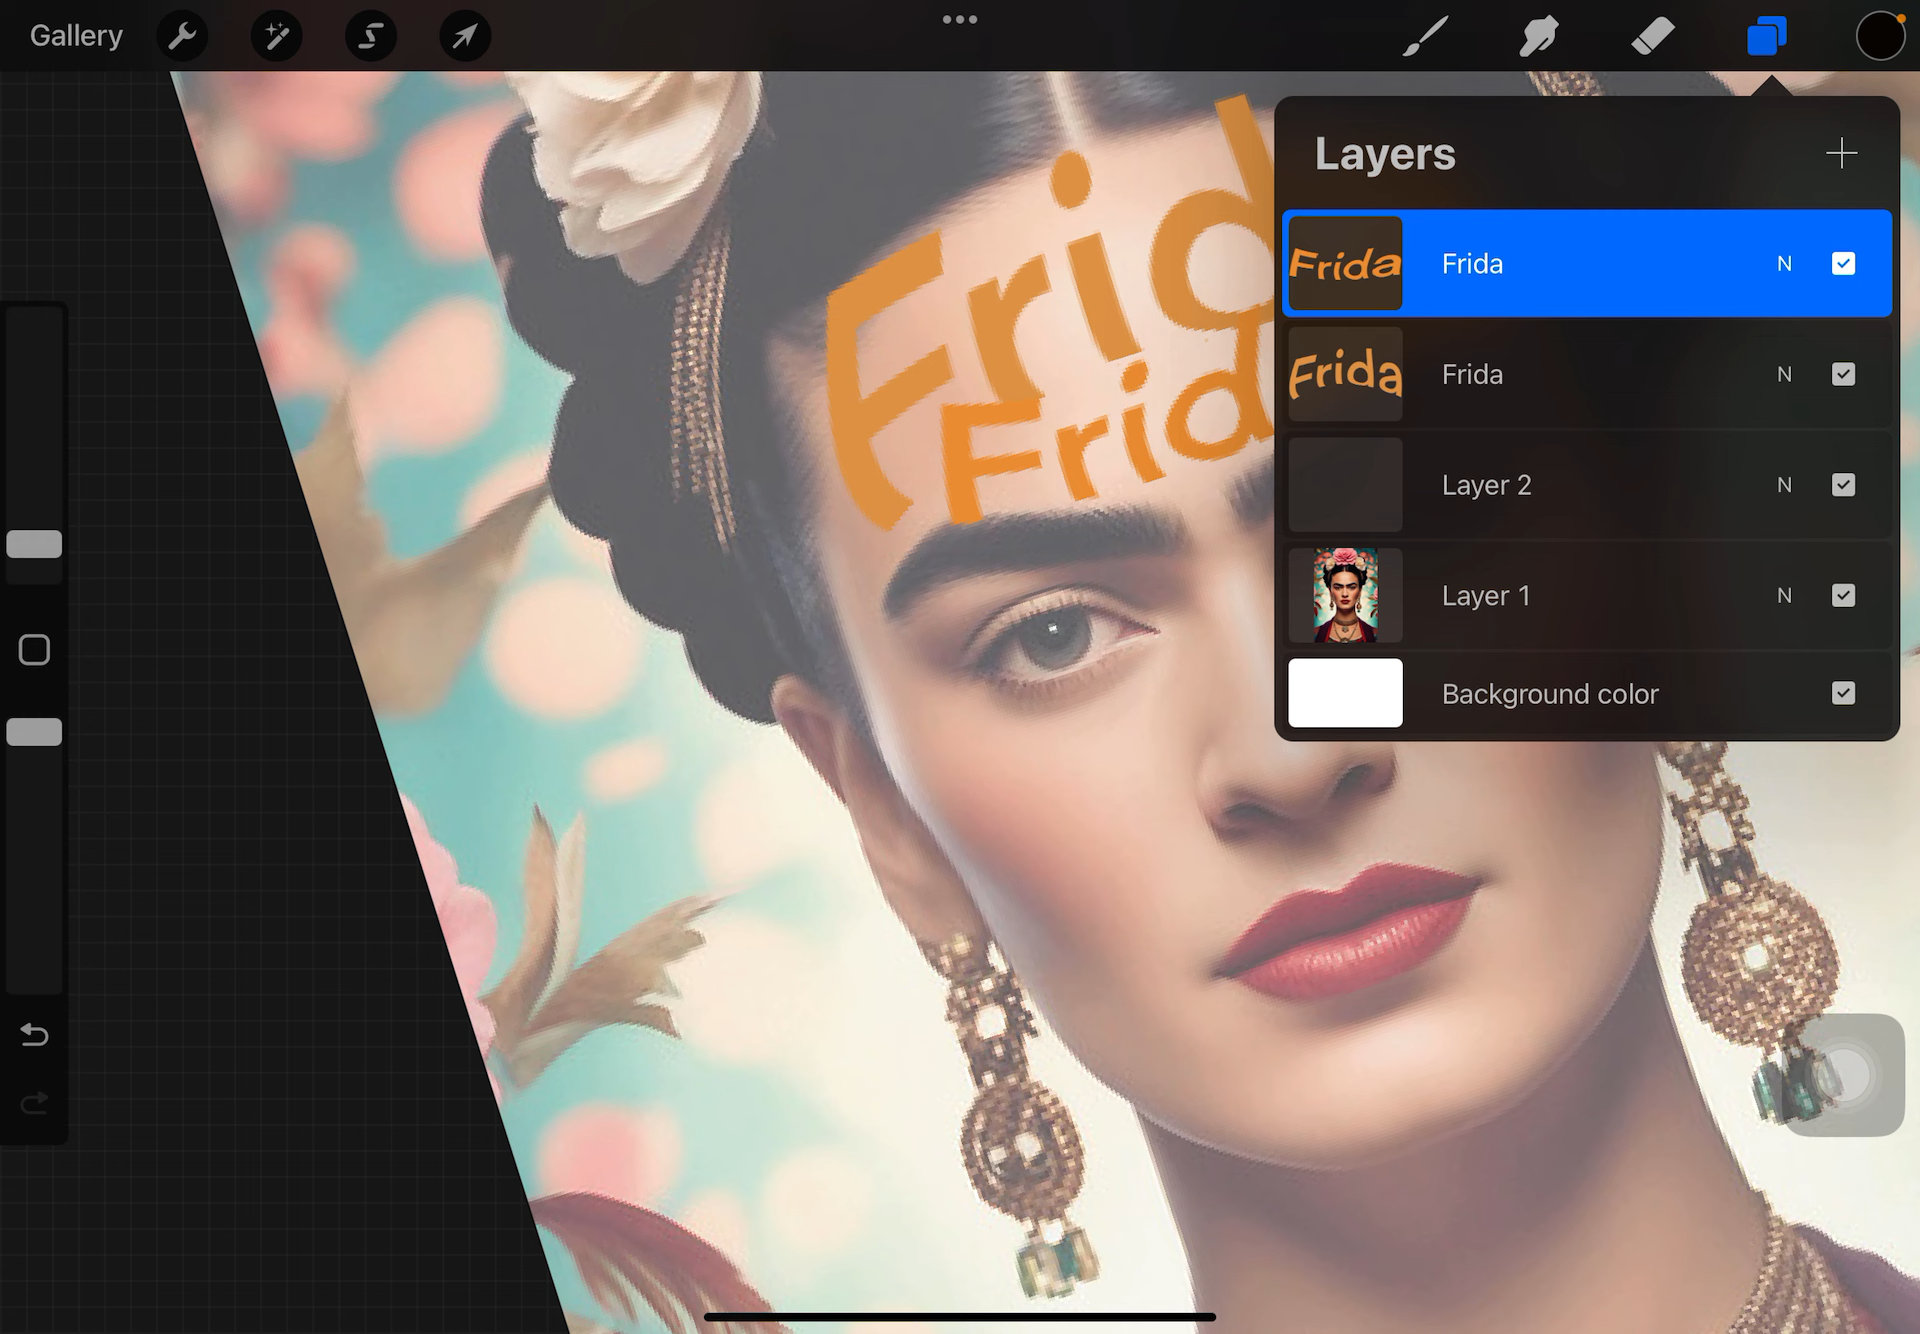 Gallery
Layers
Frida N
Frida N
Layer 2 N
Layer 1 N
Background color
Frida
Frida
Frid
Frid